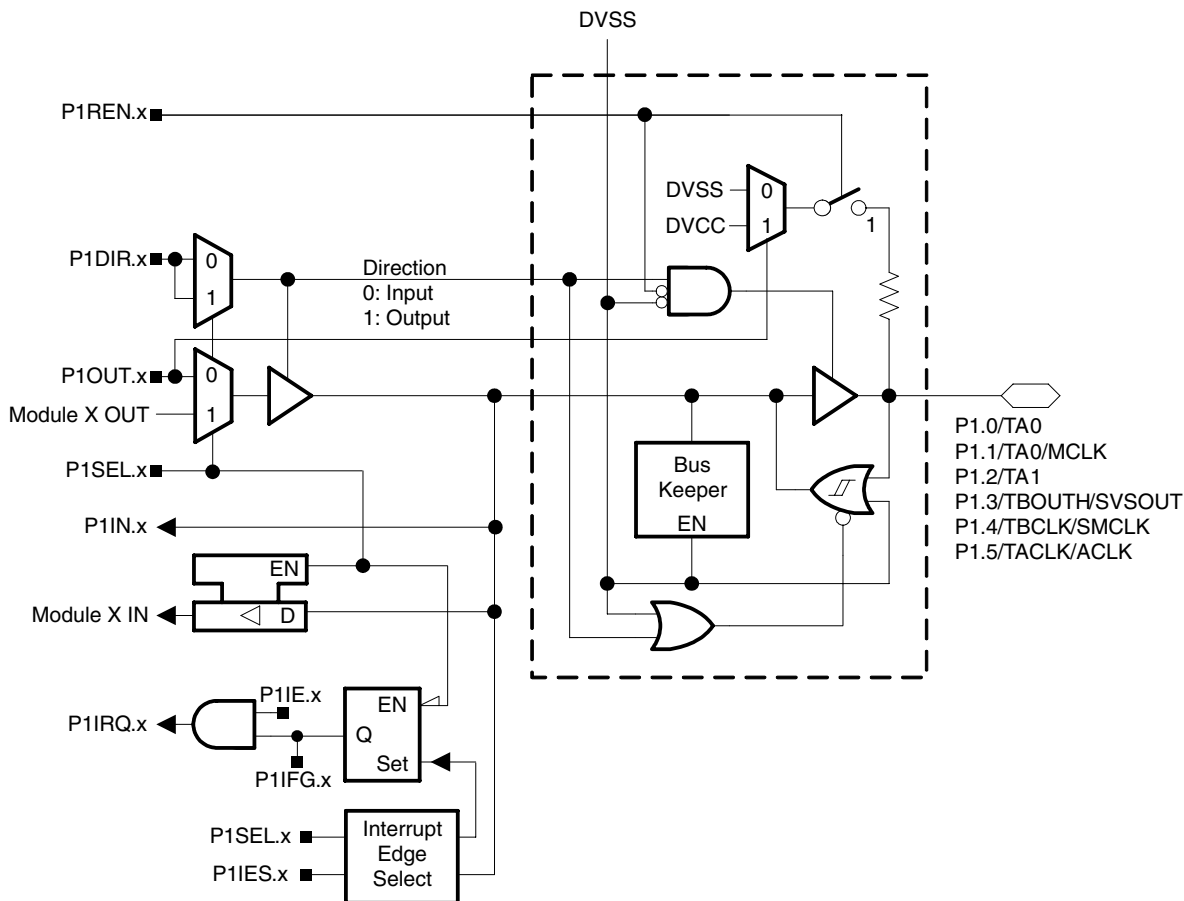 DVSS
P1REN.x
DVSS
0
DVCC
1
1
P1DIR.x
0
1
Direction
0: Input
1: Output
P1OUT.x
0
Module X OUT
1
P1SEL.x
Bus
Keeper
EN
P1.0/TA0
P1.1/TA0/MCLK
P1.2/TA1
P1.3/TBOUTH/SVSOUT
P1.4/TBCLK/SMCLK
P1.5/TACLK/ACLK
P1IN.x
EN
Module X IN
D
P1IE.x
P1IRQ.x
P1IFG.x
EN
Q
Set
P1SEL.x
P1IES.x
Interrupt
Edge
Select